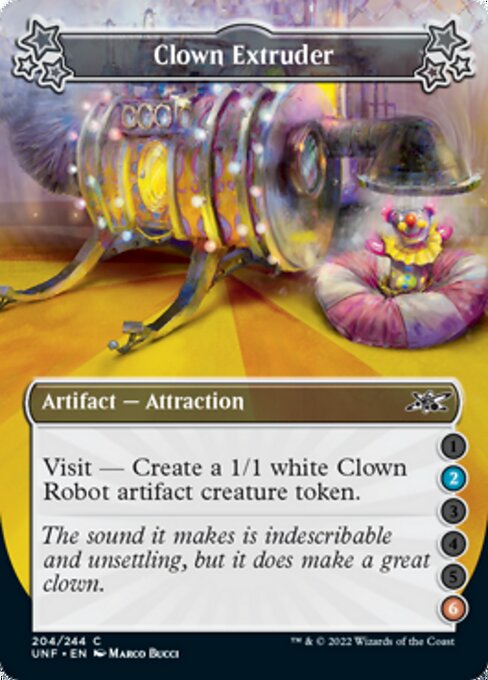 Clown Extruder
Artifact — Attraction
Visit — Create a 1/1 white Clown
Robot artifact creature token.
The sound it makes is indescribable
and unsettling, but it does make a great
clown.
1
2
3
4
5
6
204/244 C
UNF • EN Marco Bucci
™ & © 2022 Wizards of the Coast